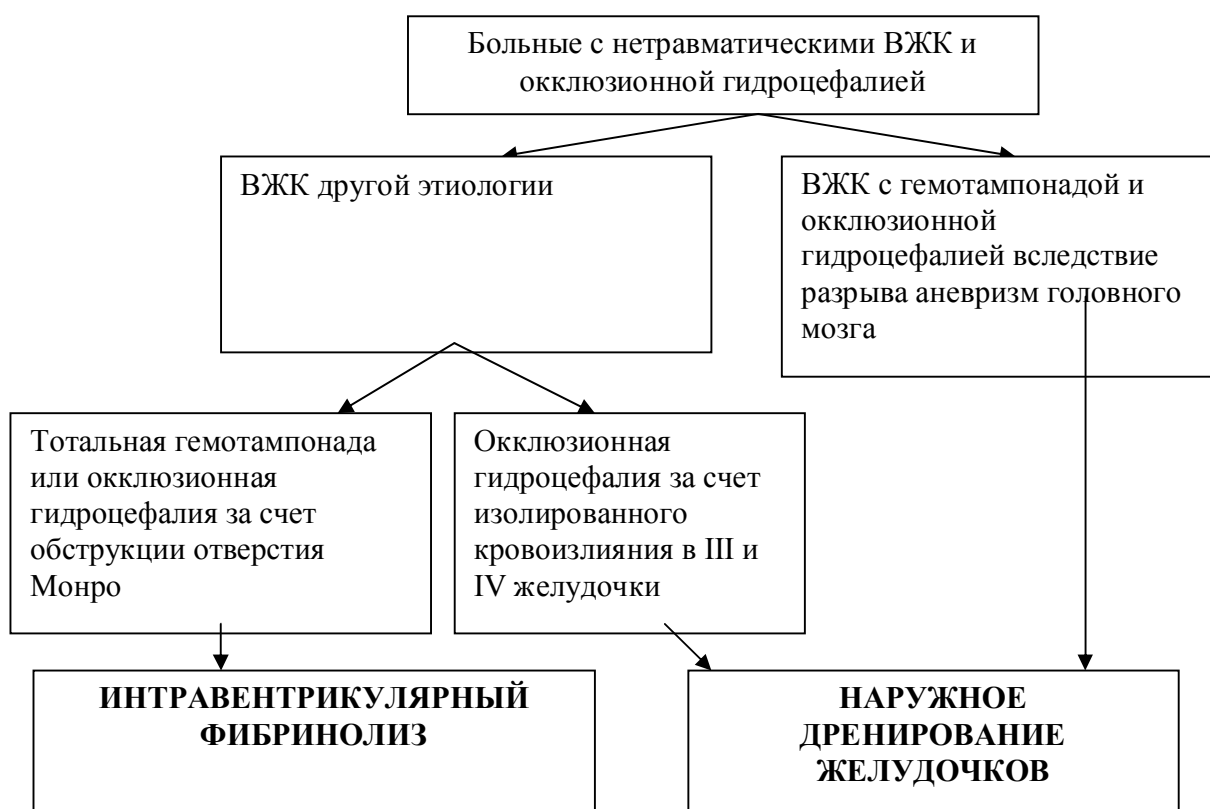 Больные с нетравматическими ВЖК и
окклюзионной гидроцефалией
ВЖК другой этиологии
ВЖК с гемотампонадой и
окклюзионной
гидроцефалией вследствие
разрыва аневризм головного
мозга
Тотальная гемотампонада
или окклюзионная
гидроцефалия за счет
обструкции отверстия
Монро
Окклюзионная
гидроцефалия за счет
изолированного
кровоизлияния в III и
IV желудочки
ИНТРАВЕНТРИКУЛЯРНЫЙ
ФИБРИНОЛИЗ
НАРУЖНОЕ
ДРЕНИРОВАНИЕ
ЖЕЛУДОЧКОВ